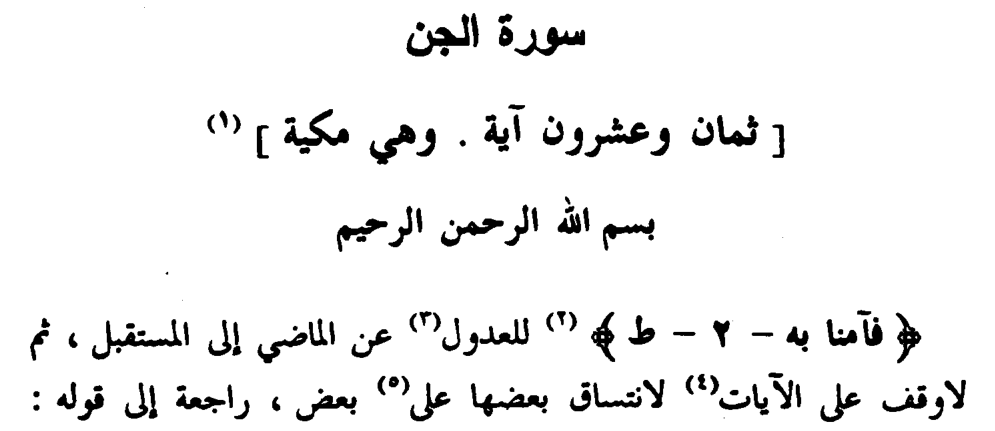 سورة الجن
[ ثمان وعشرون آية . وهي مكية ] (١)
بسم الله الرحمن الرحيم
﴿ فآمنا به – ٢ – ط ﴾ (٢) للعدول(٣) عن الماضي إلى المستقبل ، ثم
لاوقف على الآيات(٤) لانتساق بعضها على(٥) بعض ، راجعة إلى قوله :